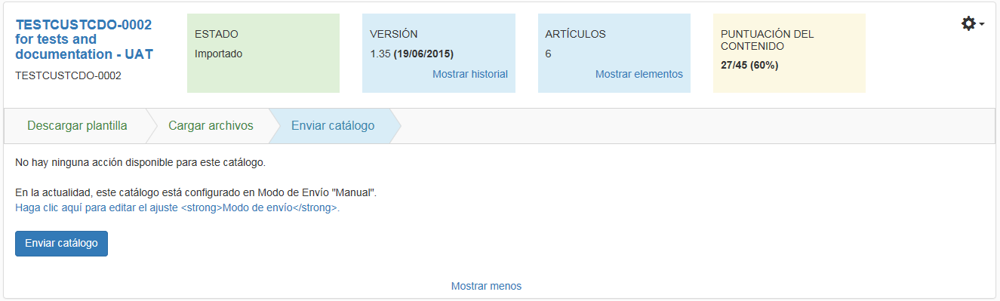 TESTCUSTCDO-0002
for tests and
documentation - UAT
TESTCUSTCDO-0002
ESTADO
Importado
VERSIÓN
1.35 (19/06/2015)
Mostrar historial
ARTÍCULOS
6
Mostrar elementos
PUNTUACIÓN DEL
CONTENIDO
27/45 (60%)
Descargar plantilla
Cargar archivos
Enviar catálogo
No hay ninguna acción disponible para este catálogo.
En la actualidad, este catálogo está configurado en Modo de Envío "Manual".
Haga clic aquí para editar el ajuste <strong>Modo de envío</strong>.
Enviar catálogo
Mostrar menos